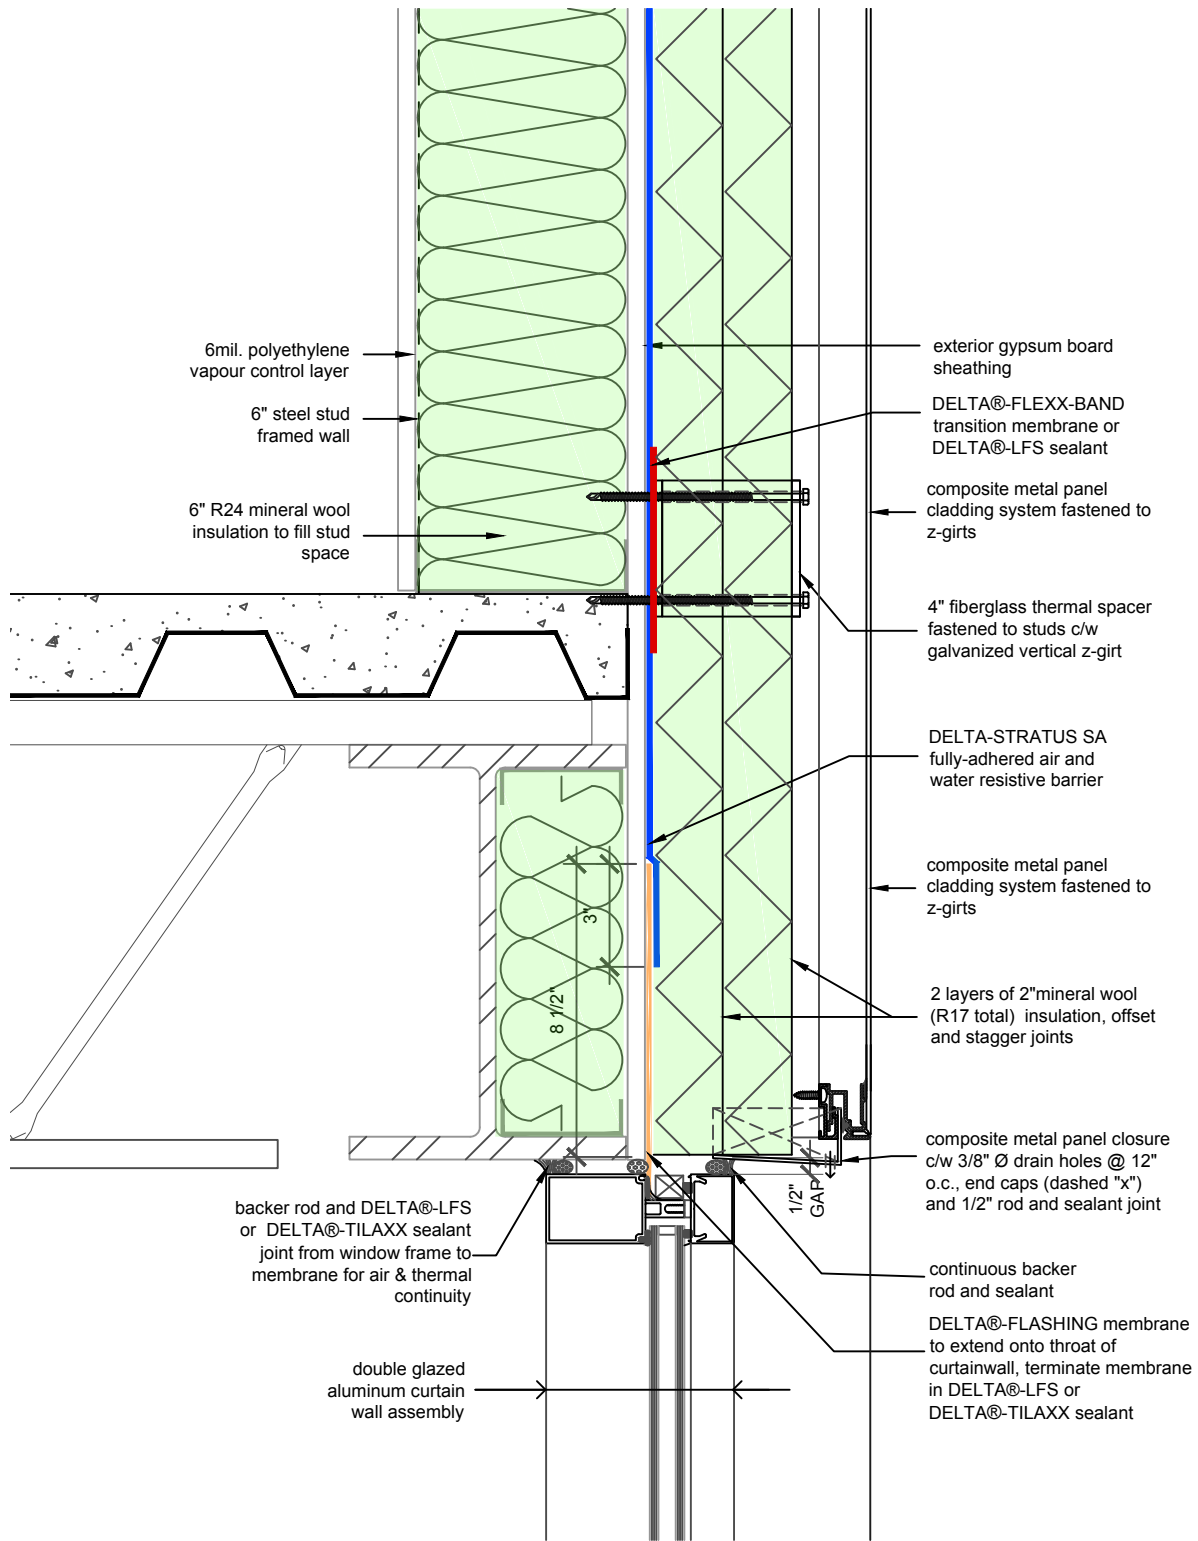 6mil. polyethylene
vapour control layer
6" steel stud
framed wall
6" R24 mineral wool
insulation to fill stud
space
exterior gypsum board
sheathing
DELTA®-FLEXX-BAND
transition membrane or
DELTA®-LFS sealant
composite metal panel
cladding system fastened to
z-girts
4" fiberglass thermal spacer
fastened to studs c/w
galvanized vertical z-girt
DELTA-STRATUS SA
fully-adhered air and
water resistive barrier
composite metal panel
cladding system fastened to
z-girts
3"
8 1/2"
2 layers of 2"mineral wool
(R17 total) insulation, offset
and stagger joints
composite metal panel closure
c/w 3/8" Ø drain holes @ 12"
o.c., end caps (dashed "x")
and 1/2" rod and sealant joint
1/2"
GAP
backer rod and DELTA®-LFS
or DELTA®-TILAXX sealant
joint from window frame to
membrane for air & thermal
continuity
continuous backer
rod and sealant
DELTA®-FLASHING membrane
to extend onto throat of
curtainwall, terminate membrane
in DELTA®-LFS or
DELTA®-TILAXX sealant
double glazed
aluminum curtain
wall assembly